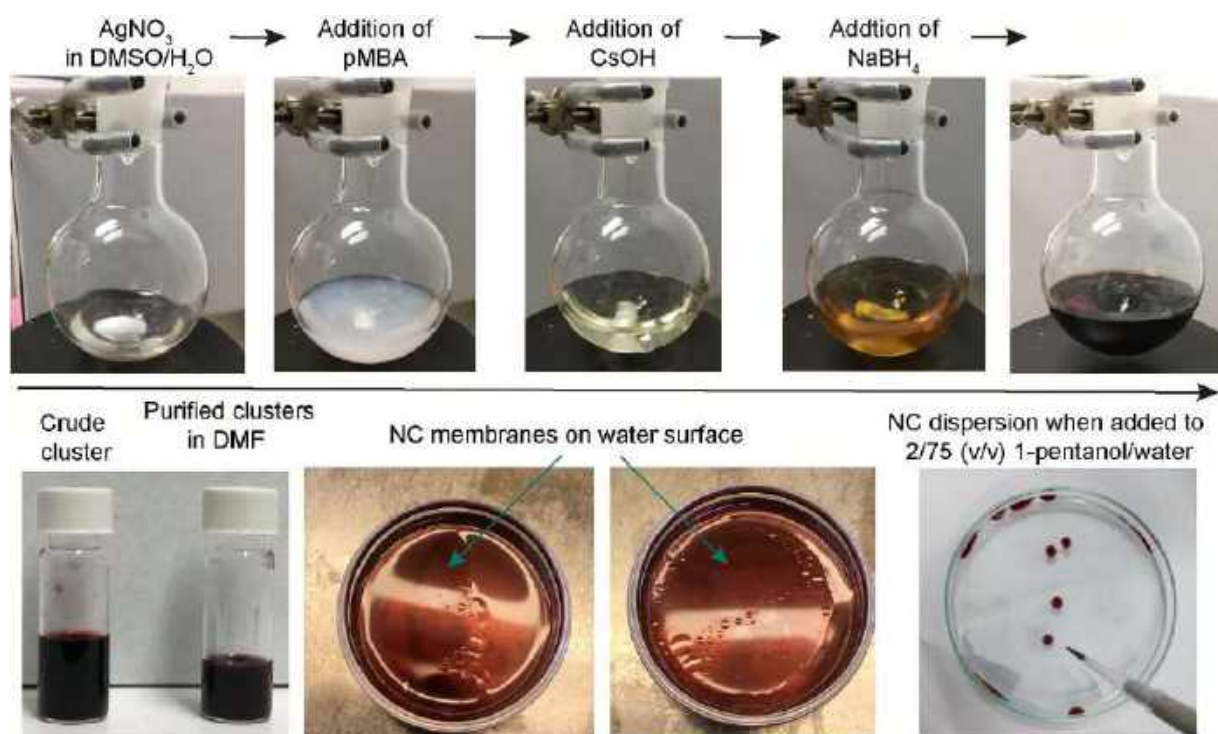 AgNO3
in DMSO/H2O
Addition of
pMBA
Addition of
CsOH
Addtion of
NaBH4
Crude
cluster
Purified clusters
in DMF
NC membranes on water surface
NC dispersion when added to
2/75 (v/v) 1-pentanol/water